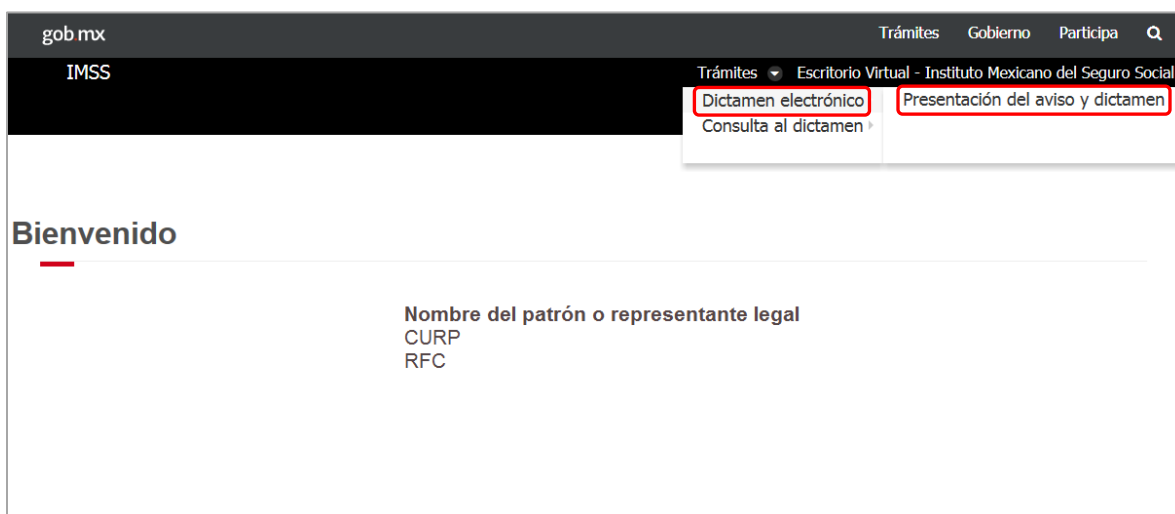 gob.mx Trámites Gobierno Participa
IMSS Trámites Escritorio Virtual - Instituto Mexicano del Seguro Social
Dictamen electrónico Presentación del aviso y dictamen
Consulta al dictamen
Bienvenido
Nombre del patrón o representante legal
CURP
RFC